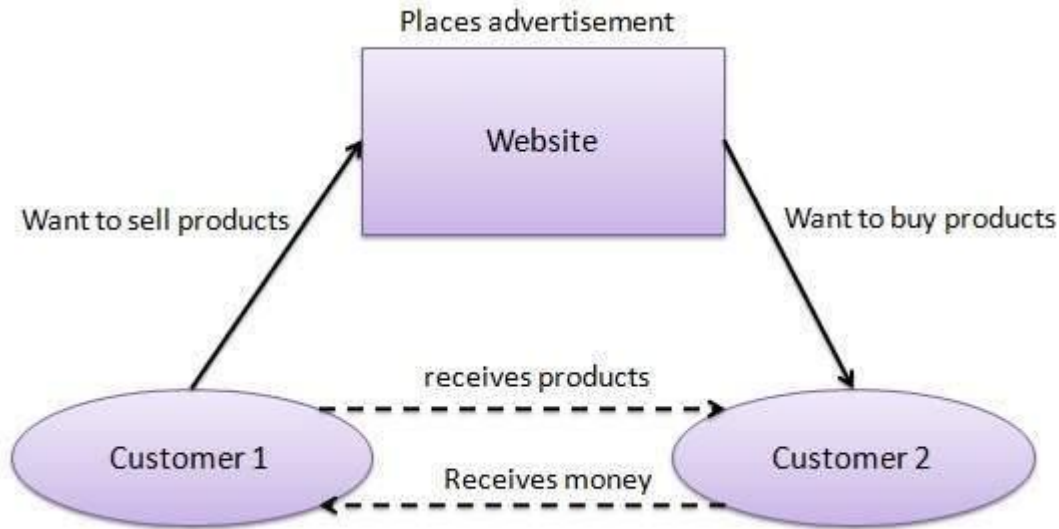 Places advertisement
Website
Want to sell products
Want to buy products
receives products
Customer 1
Customer 2
Receives money